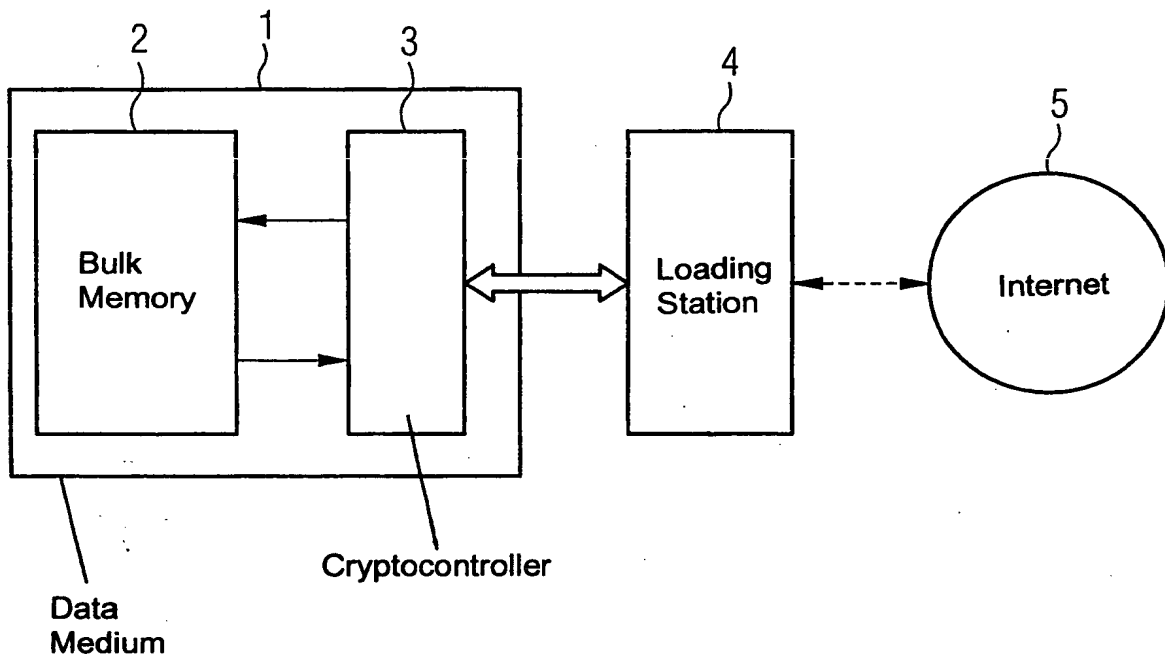 1
2
3
4
5
Bulk
Memory
Loading
Station
Internet
Cryptocontroller
Data
Medium